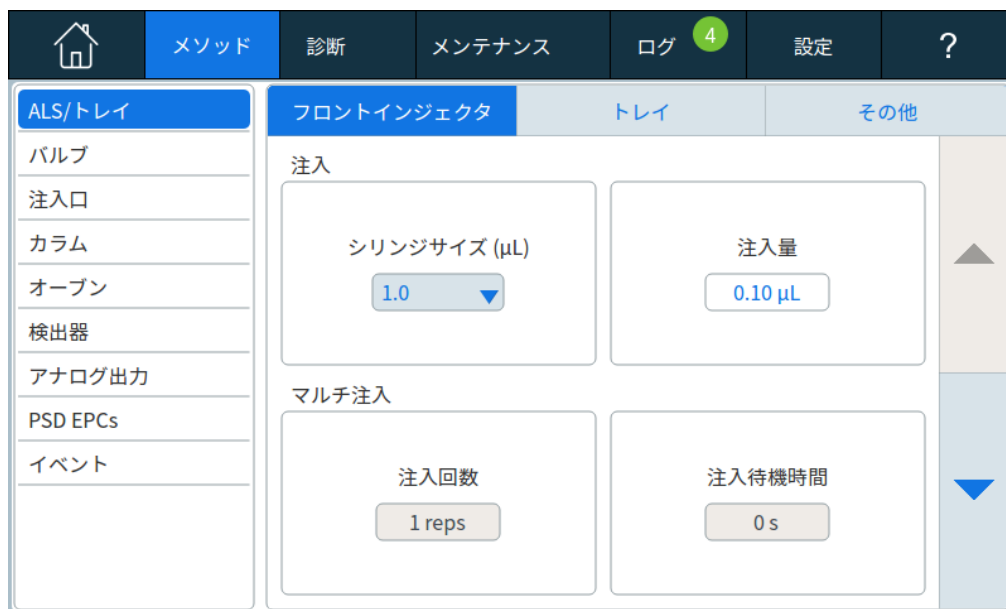 メソッド 診断 メンテナンス ログ 4 設定 ?
ALS/トレイ
バルブ
注入口
カラム
オーブン
検出器
アナログ出力
PSD EPCs
イベント
フロントインジェクタ トレイ その他
注入
シリンジサイズ (µL)
1.0
注入量
0.10 µL
マルチ注入
注入回数
1 reps
注入待機時間
0 s